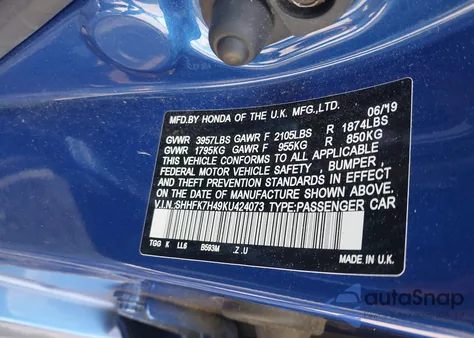 MFD.BY HONDA OF THE U.K.MFG.,LTD. 06/19
GVWR 3957LBS GAWR F 2105LBS R 1874LBS
GVWR 1795KG GAWR F 955KG R 850KG
THIS VEHICLE CONFORMS TO ALL APPLICABLE
FEDERAL MOTOR VEHICLE SAFETY , BUMPER ,
AND THEFT PREVENTION STANDARDS IN EFFECT
ON THE DATE OF MANUFACTURE SHOWN ABOVE.
V.I.N:SHHFK7H49KU424073 TYPE:PASSENGER CAR
TGG K LL6 B593M .Z.U
MADE IN U.K.
autoSnap